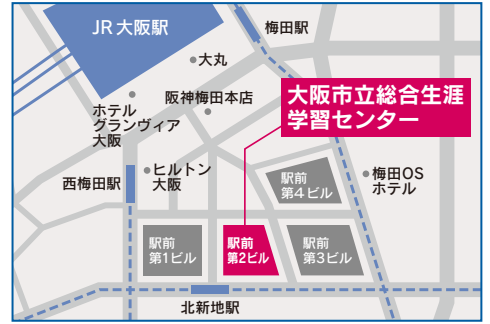 JR大阪駅
梅田駅
大丸
ホテル
グランヴィア
大阪
阪神梅田本店
大阪市立総合生涯
学習センター
西梅田駅
ヒルトン
大阪
駅前
第4ビル
梅田OS
ホテル
駅前
第1ビル
駅前
第2ビル
駅前
第3ビル
北新地駅